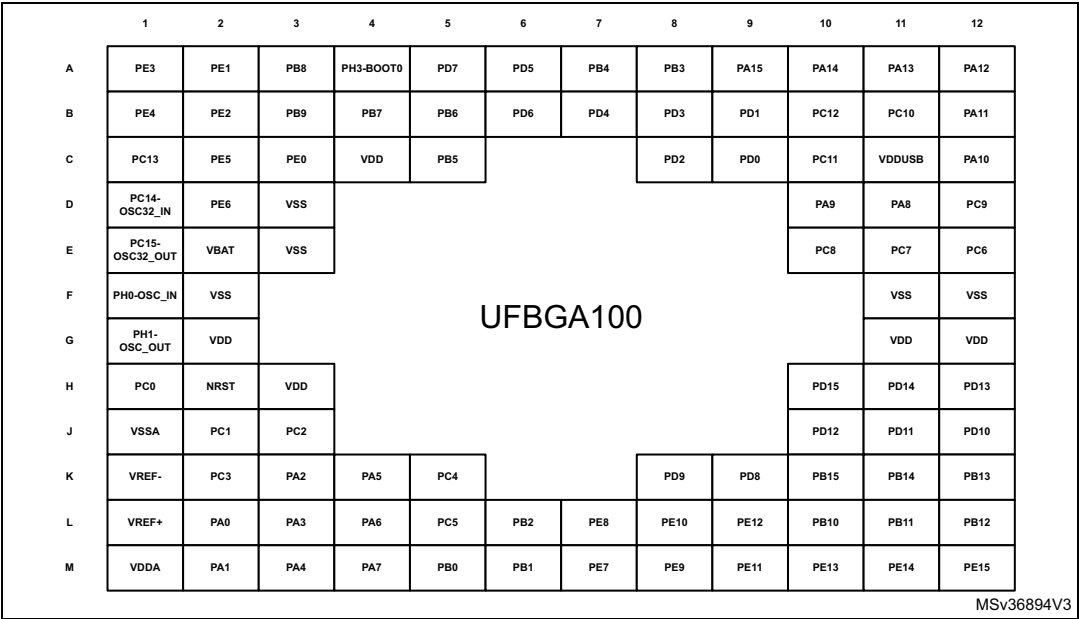 1 2 3 4 5 6 7 8 9 10 11 12
A PE3 PE1 PB8 PH3-BOOT0 PD7 PD5 PB4 PB3 PA15 PA14 PA13 PA12
B PE4 PE2 PB9 PB7 PB6 PD6 PD4 PD3 PD1 PC12 PC10 PA11
C PC13 PE5 PE0 VDD PB5 PD2 PD0 PC11 VDDUSB PA10
D PC14-
OSC32_IN PE6 VSS PA9 PA8 PC9
E PC15-
OSC32_OUT VBAT VSS PC8 PC7 PC6
F PH0-OSC_IN VSS VSS VSS
UFBGA100
G PH1-
OSC_OUT VDD VDD VDD
H PC0 NRST VDD PD15 PD14 PD13
J VSSA PC1 PC2 PD12 PD11 PD10
K VREF- PC3 PA2 PA5 PC4 PD9 PD8 PB15 PB14 PB13
L VREF+ PA0 PA3 PA6 PC5 PB2 PE8 PE10 PE12 PB10 PB11 PB12
M VDDA PA1 PA4 PA7 PB0 PB1 PE7 PE9 PE11 PE13 PE14 PE15
MSv36894V3